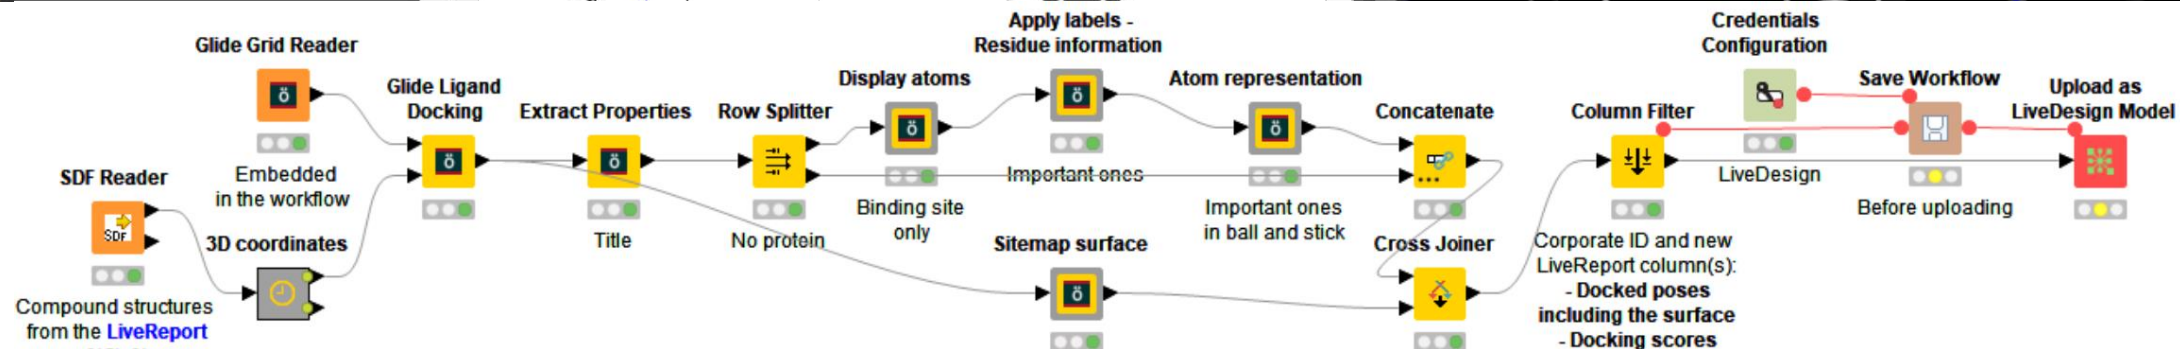 Glide Grid Reader
Embedded
in the workflow
SDF Reader
SDF
Compound structures
from the LiveReport
3D coordinates
Glide Ligand
Docking
Extract Properties
Title
Row Splitter
No protein
Display atoms
Binding site
only
Apply labels -
Residue information
Important ones
Sitemap surface
Atom representation
Important ones
in ball and stick
Concatenate
Cross Joiner
Column Filter
Corporate ID and new
LiveReport column(s):
- Docked poses
including the surface
- Docking scores
Credentials
Configuration
LiveDesign
Save Workflow
Before uploading
Upload as
LiveDesign Model